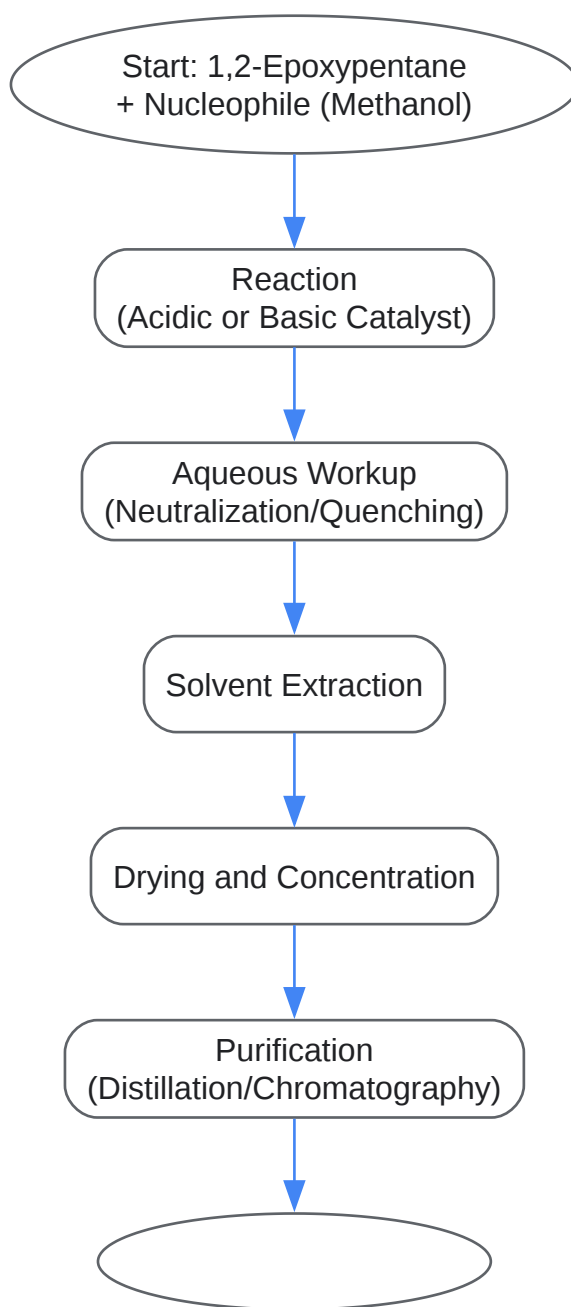 Start: 1,2-Epoxypentane
+ Nucleophile (Methanol)
Reaction
(Acidic or Basic Catalyst)
Aqueous Workup
(Neutralization/Quenching)
Solvent Extraction
Drying and Concentration
Purification
(Distillation/Chromatography)